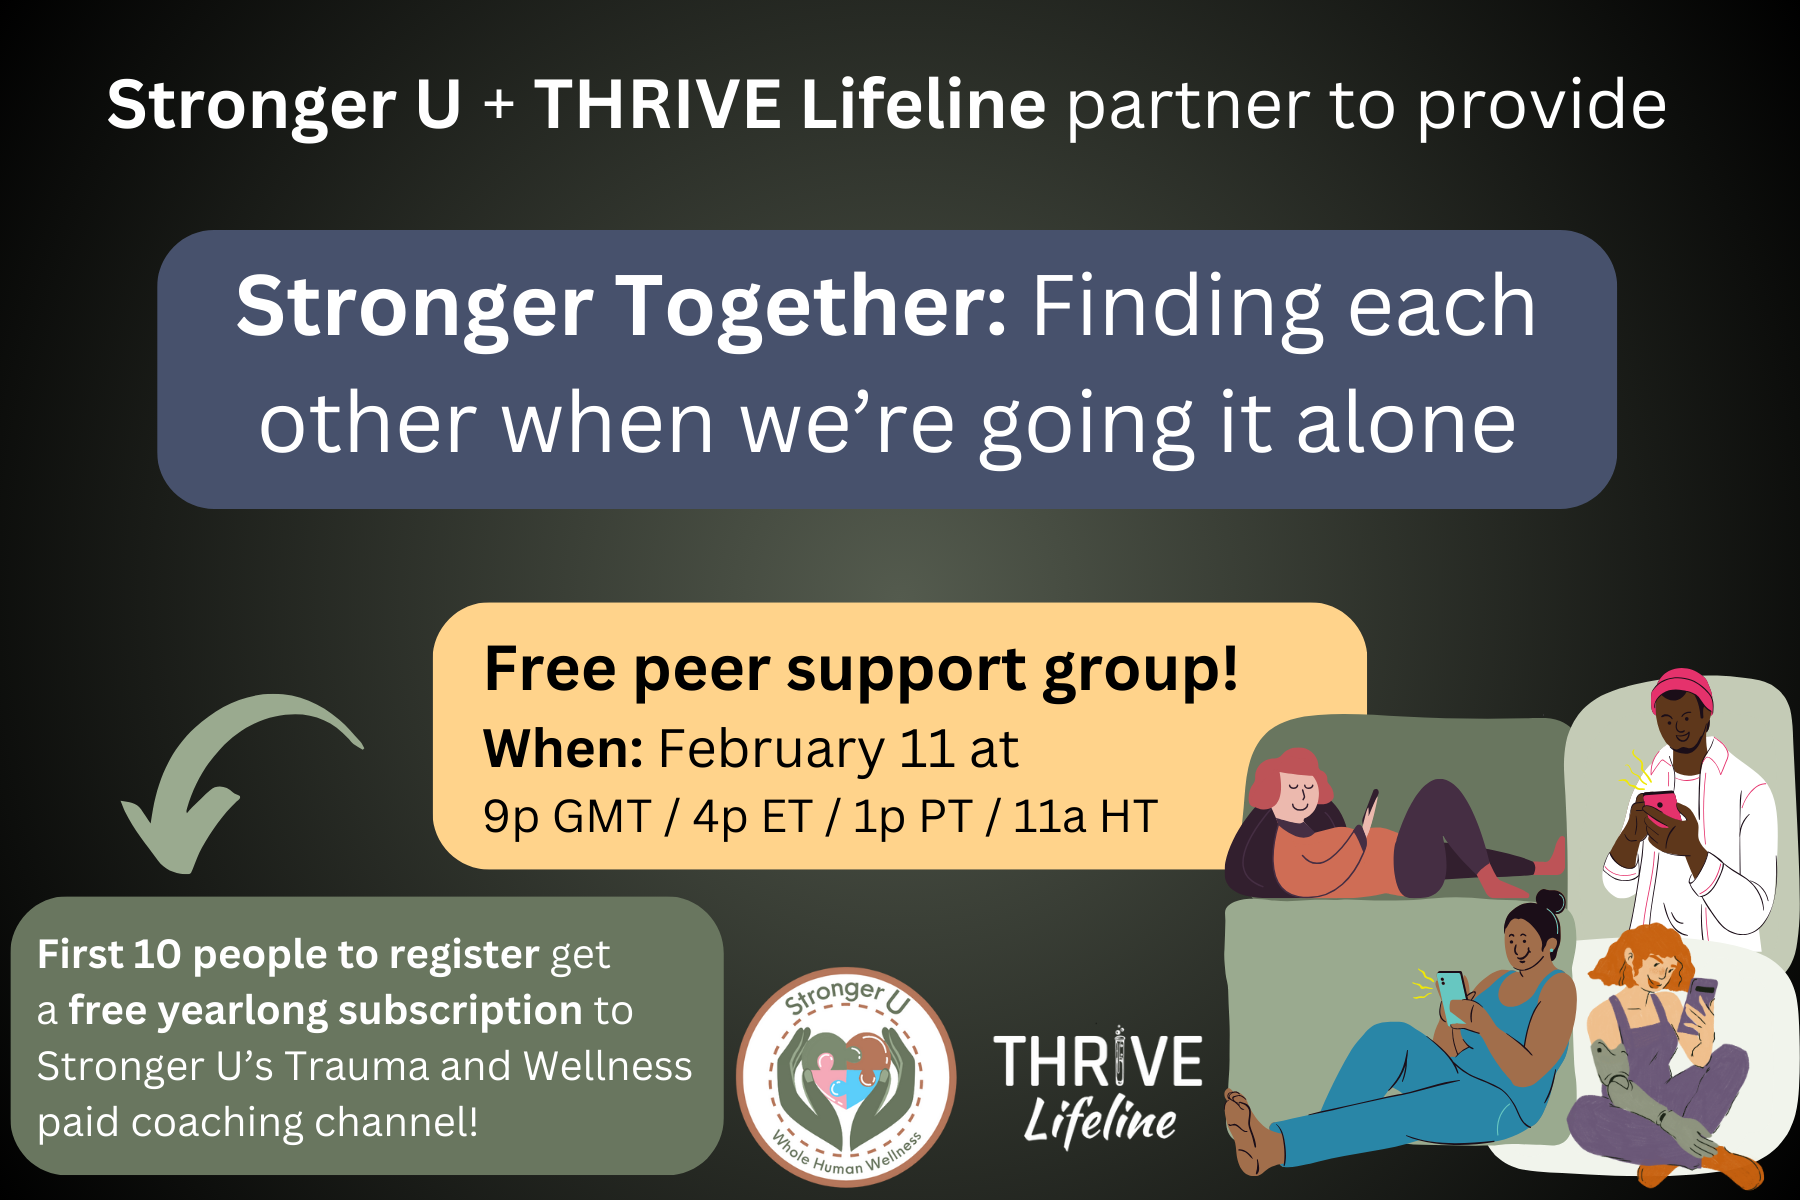 Stronger U + THRIVE Lifeline partner to provide
Stronger Together: Finding each
other when we’re going it alone
Free peer support group!
When: February 11 at
9p GMT / 4p ET / 1p PT / 11a HT
First 10 people to register get
a free yearlong subscription to
Stronger U’s Trauma and Wellness
paid coaching channel!
Stronger U
Whole Human Wellness
THRIVE
Lifeline